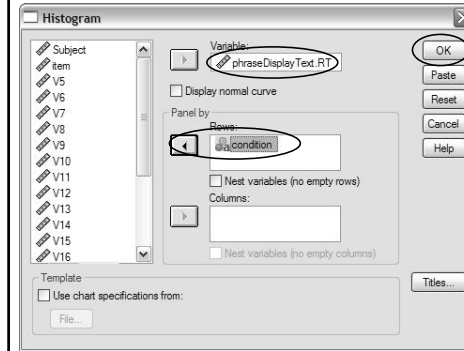 Histogram
Subject
item
V5
V6
V7
V8
V9
V10
V11
V12
V13
V14
V15
V16
Variable:
phraseDisplayText.RT
Display normal curve
Panel by
Rows:
condition
Nest variables (no empty rows)
Columns:
Nest variables (no empty columns)
Template
Use chart specifications from:
File...
OK
Paste
Reset
Cancel
Help
Titles...